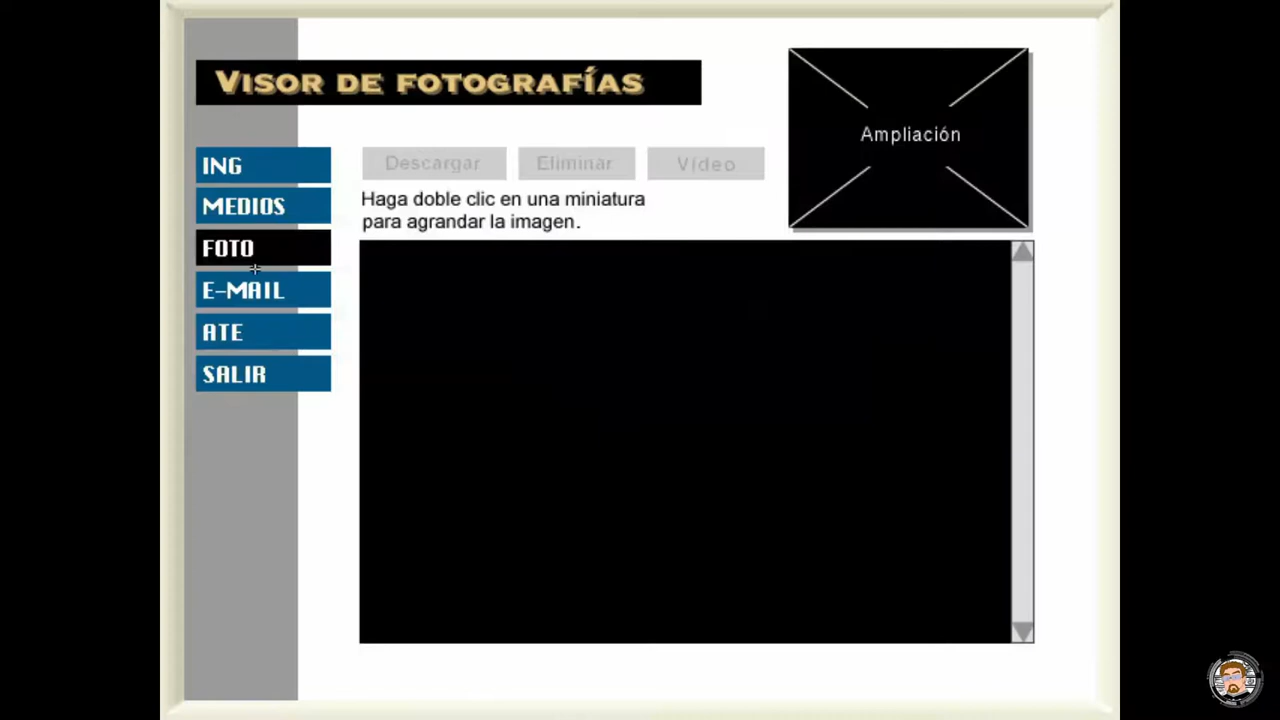 VISOR DE FOTOGRAFÍAS
Ampliación
ING
MEDIOS
FOTO
E-MAIL
ATE
SALIR
Descargar Eliminar Vídeo
Haga doble clic en una miniatura
para agrandar la imagen.